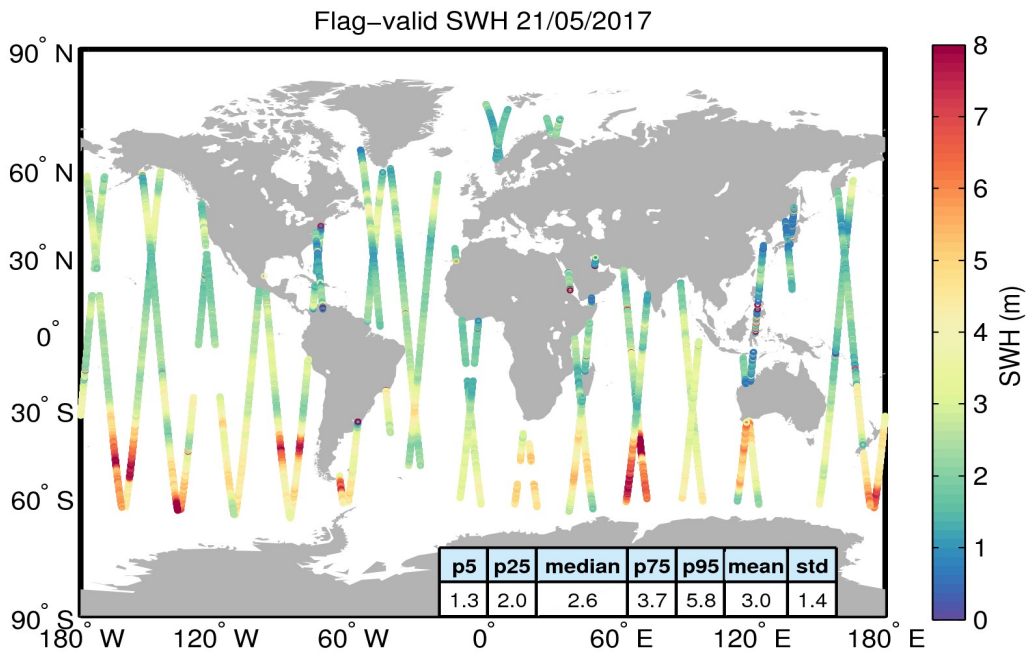 Flag−valid SWH 21/05/2017
90° N
60° N
30° N
0°
30° S
60° S
90° S
180° W
120° W
60° W
0°
60° E
120° E
180° E
p5 p25 median p75 p95 mean std
1.3 2.0 2.6 3.7 5.8 3.0 1.4
8
7
6
5
4
3
2
1
0
SWH (m)